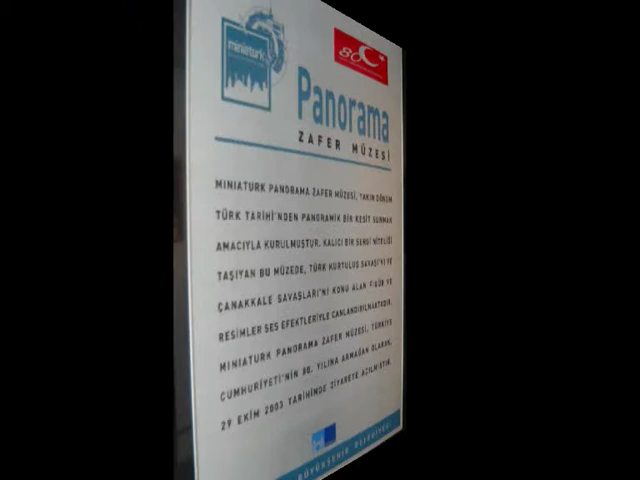 miniaturk
80
Panorama
ZAFER MÜZESİ
MINIATURK PANORAMA ZAFER MÜZESİ, YAKIN DÖNEM
TÜRK TARİHİ'NDEN PANORAMİK BİR KESİT SUNMAK
AMACIYLA KURULMUŞTUR. KALICI BİR SERGİ NİTELİĞİ
TAŞIYAN BU MÜZEDE, TÜRK KURTULUŞ SAVAŞI'NI VE
ÇANAKKALE SAVAŞLARI'NI KONU ALAN FİGÜR VE
RESİMLER SES EFEKTLERİYLE CANLANDIRILMAKTADIR.
MINIATURK PANORAMA ZAFER MÜZESİ, TÜRKİYE
CUMHURİYETİ'NİN 80. YILINA ARMAĞAN OLARAK,
29 EKİM 2003 TARİHİNDE ZİYARETE AÇILMIŞTIR.
BÜYÜKŞEHİR BELEDİYESİ